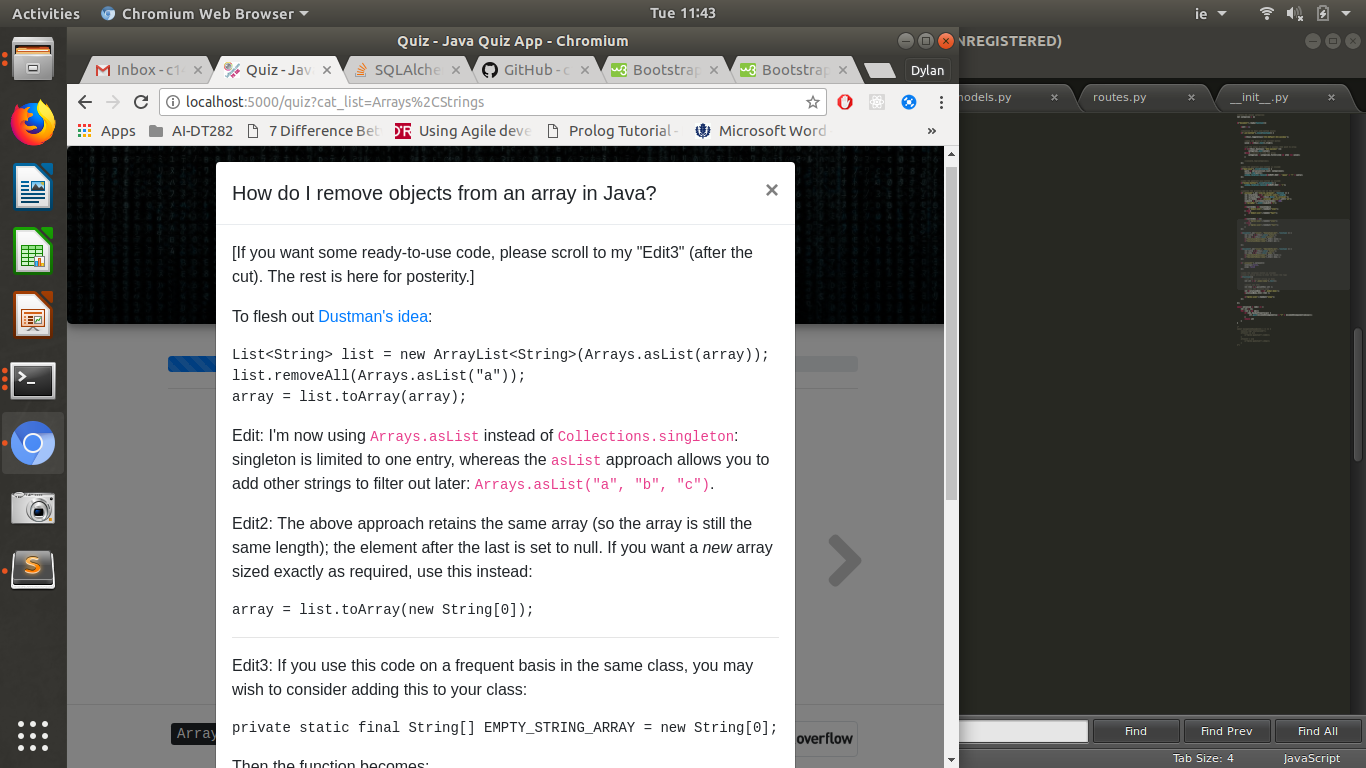 Activities
Chromium Web Browser
Tue 11:43
ie
Quiz - Java Quiz App - Chromium
NREGISTERED)
Inbox - c1
Quiz - Jav
SQLAlche
GitHub - c
Bootstrap
Bootstrap
Dylan
odels.py
routes.py
__init__.py
localhost:5000/quiz?cat_list=Arrays%2CStrings
Apps
AI-DT282
7 Difference Bet
Using Agile deve
Prolog Tutorial -
Microsoft Word
»
How do I remove objects from an array in Java?
×
[If you want some ready-to-use code, please scroll to my "Edit3" (after the
cut). The rest is here for posterity.]
To flesh out Dustman's idea:
List<String> list = new ArrayList<String>(Arrays.asList(array));
list.removeAll(Arrays.asList("a"));
array = list.toArray(array);
Edit: I'm now using Arrays.asList instead of Collections.singleton:
singleton is limited to one entry, whereas the asList approach allows you to
add other strings to filter out later: Arrays.asList("a", "b", "c").
Edit2: The above approach retains the same array (so the array is still the
same length); the element after the last is set to null. If you want a new array
sized exactly as required, use this instead:
array = list.toArray(new String[0]);
Edit3: If you use this code on a frequent basis in the same class, you may
wish to consider adding this to your class:
private static final String[] EMPTY_STRING_ARRAY = new String[0];
Then the function becomes:
Array
overflow
Find
Find Prev
Find All
Tab Size: 4
JavaScript